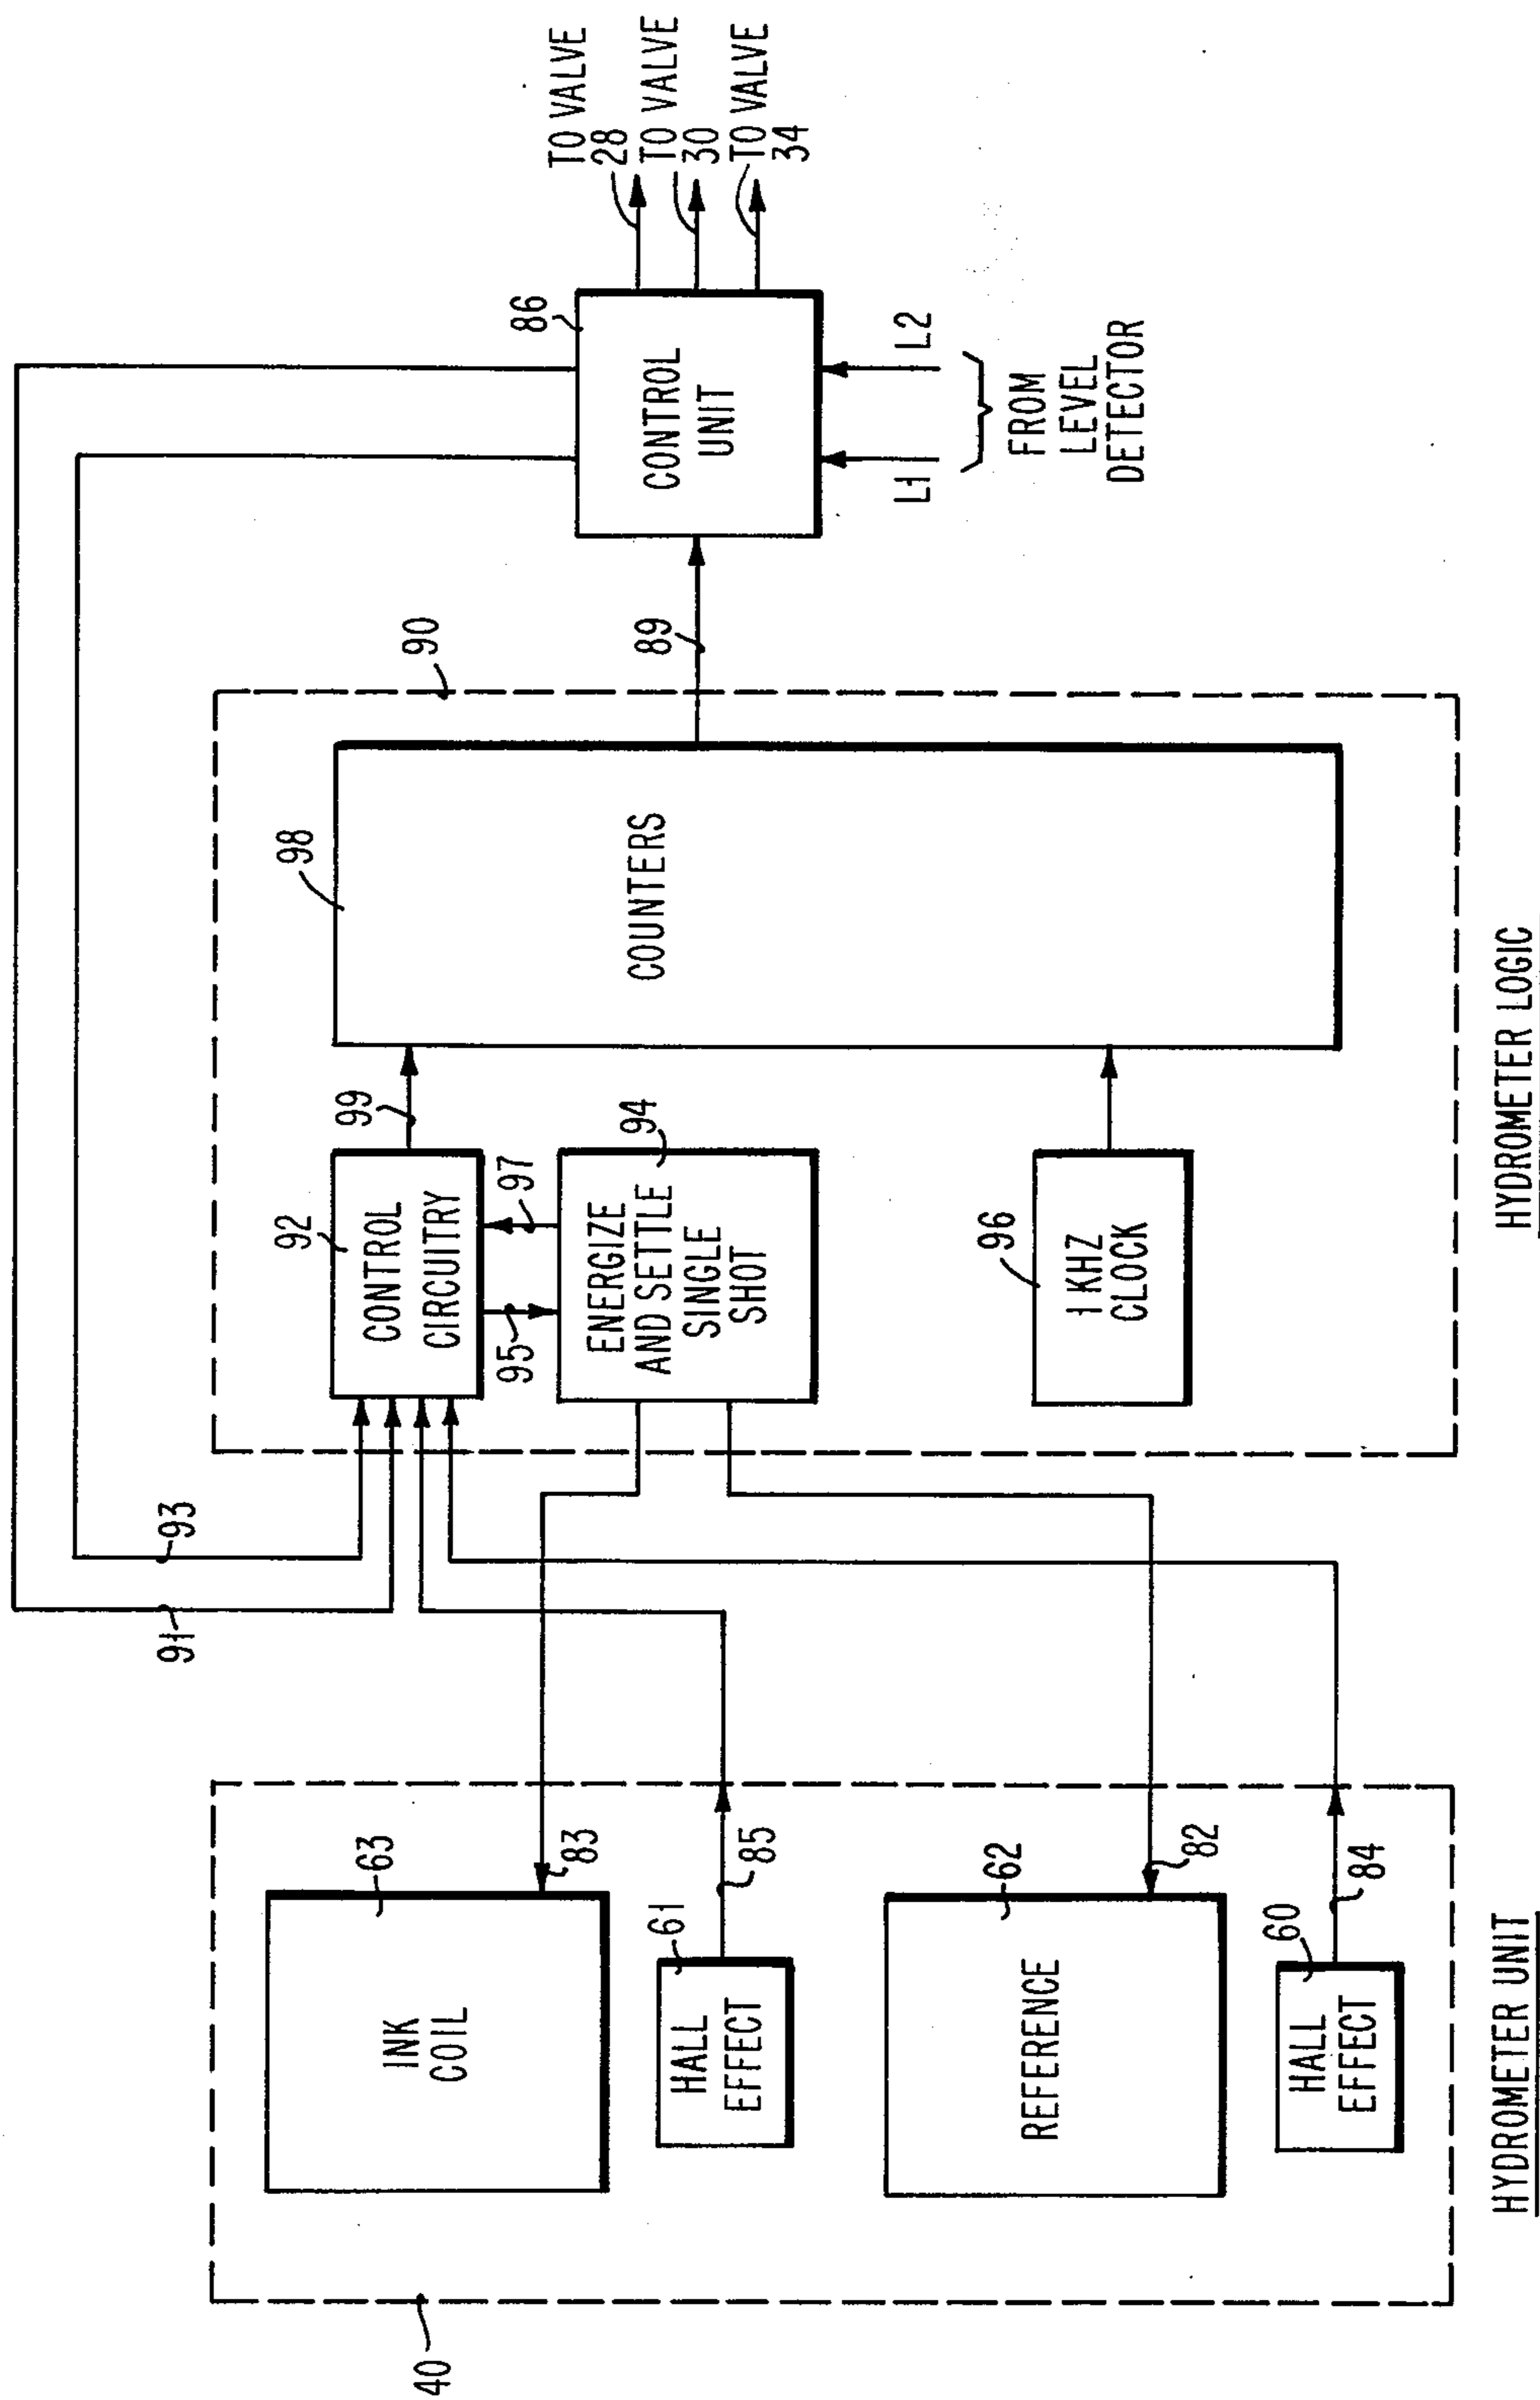 40
INK
COIL
63
83
HALL
EFFECT
61
85
REFERENCE
62
82
HALL
EFFECT
60
84
HYDROMETER UNIT
91
93
CONTROL
CIRCUITRY
92
95
97
99
ENERGIZE
AND SETTLE
SINGLE
SHOT
94
1 KHZ
CLOCK
96
COUNTERS
98
90
HYDROMETER LOGIC
89
CONTROL
UNIT
86
L1
L2
FROM
LEVEL
DETECTOR
TO VALVE
28
TO VALVE
30
TO VALVE
34